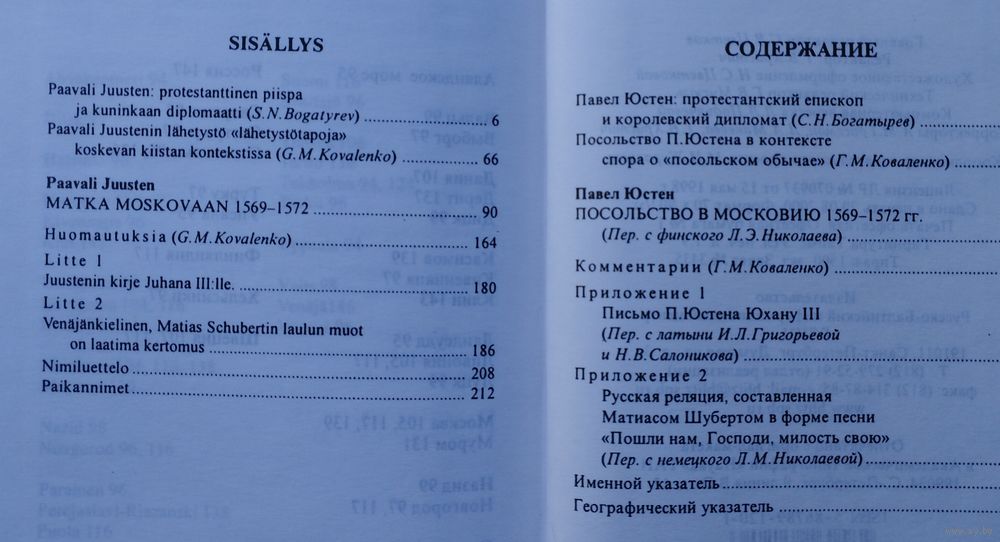 SISÄLLYS
Paavali Juusten: protestanttinen piispa
ja kuninkaan diplomaatti (S.N.Bogatyrev) 6
Paavali Juustenin lähetystö «lähetystötapoja»
koskevan kiistan kontekstissa (G.M.Kovalenko) 66
Paavali Juusten
MATKA MOSKOVAAN 1569–1572 90
Huomautuksia (G.M.Kovalenko) 164
Litte 1
Juustenin kirje Juhana III:lle. 180
Litte 2
Venäjänkielinen, Matias Schubertin laulun muot
on laatima kertomus 186
Nimiluettelo 208
Paikannimet 212
СОДЕРЖАНИЕ
Павел Юстен: протестантский епископ
и королевский дипломат (С.Н.Богатырев)
Посольство П.Юстена в контексте
спора о «посольском обычае» (Г.М.Коваленко)
Павел Юстен
ПОСОЛЬСТВО В МОСКОВИЮ 1569–1572 гг.
(Пер. с финского Л.Э.Николаева)
Комментарии (Г.М.Коваленко)
Приложение 1
Письмо П.Юстена Юхану III
(Пер. с латыни И.Л.Григорьевой
и Н.В.Салоникова)
Приложение 2
Русская реляция, составленная
Матиасом Шубертом в форме песни
«Пошли нам, Господи, милость свою»
(Пер. с немецкого Л.М.Николаевой)
Именной указатель
Географический указатель